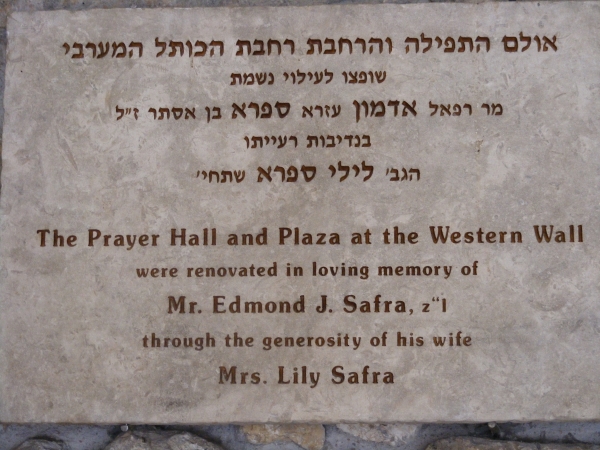 אולם התפילה והרחבת רחבת הכותל המערבי
שופצו לעילוי נשמת
מר רפאל אדמון עזרא ספרא בן אסתר ז"ל
בנדיבות רעייתו
הגב' לילי ספרא שתחי'
The Prayer Hall and Plaza at the Western Wall
were renovated in loving memory of
Mr. Edmond J. Safra, z"l
through the generosity of his wife
Mrs. Lily Safra